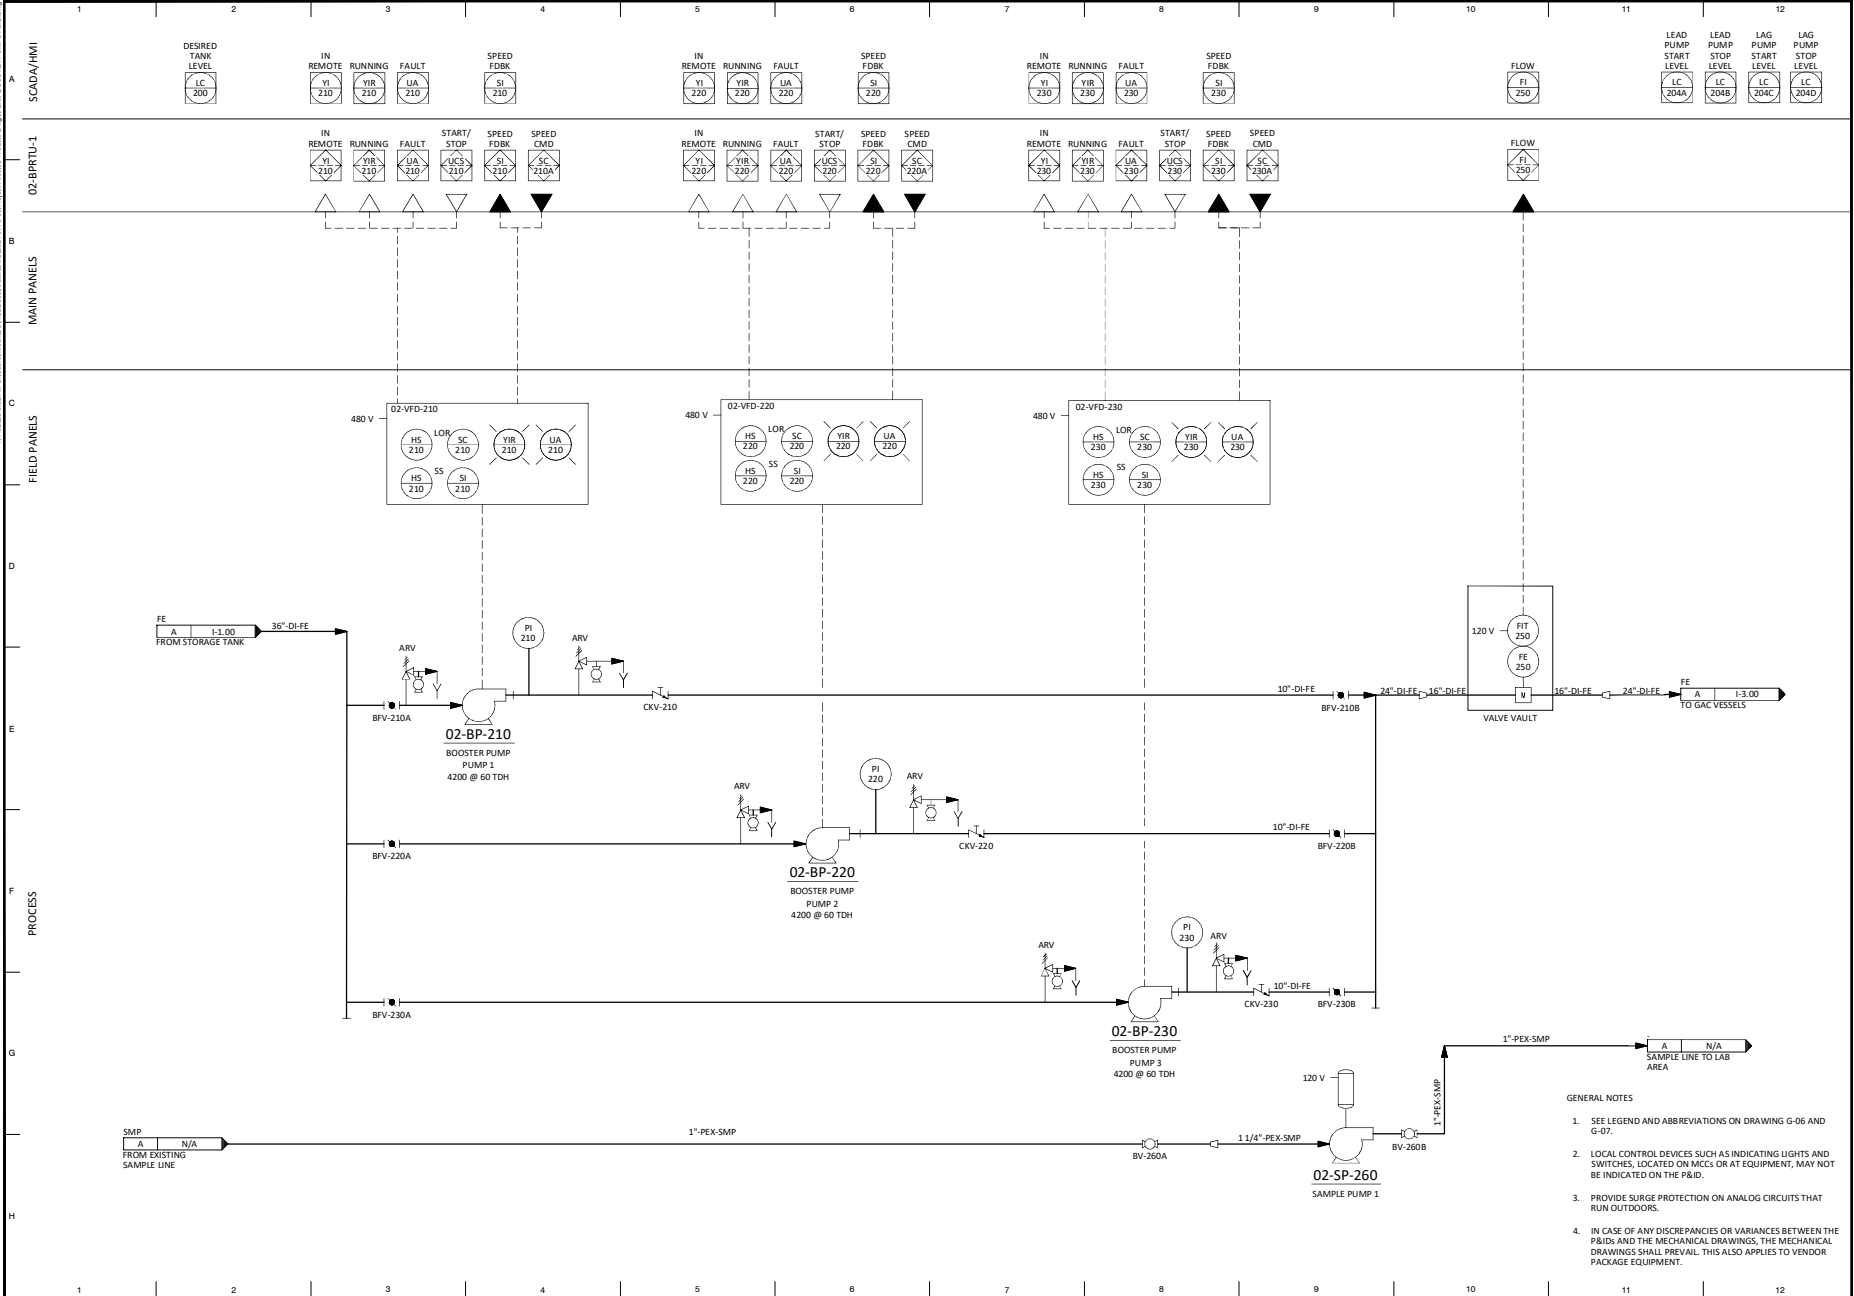 1 2 3 4 5 6 7 8 9 10 11 12
SCADA/HMI
A
DESIRED
TANK
LEVEL
LC
200
IN
REMOTE
YI
210
RUNNING
YIR
210
FAULT
UA
210
SPEED
FDBK
SI
210
IN
REMOTE
YI
220
RUNNING
YIR
220
FAULT
UA
220
SPEED
FDBK
SI
220
IN
REMOTE
YI
230
RUNNING
YIR
230
FAULT
UA
230
SPEED
FDBK
SI
230
FLOW
FI
250
LEAD
PUMP
START
LEVEL
LC
204A
LEAD
PUMP
STOP
LEVEL
LC
204B
LAG
PUMP
START
LEVEL
LC
204C
LAG
PUMP
STOP
LEVEL
LC
204D
02-BPRTU-1
IN
REMOTE
YI
210
RUNNING
YIR
210
FAULT
UA
210
START/
STOP
UCS
210
SPEED
FDBK
SI
210
SPEED
CMD
SC
210A
IN
REMOTE
YI
220
RUNNING
YIR
220
FAULT
UA
220
START/
STOP
UCS
220
SPEED
FDBK
SI
220
SPEED
CMD
SC
220A
IN
REMOTE
YI
230
RUNNING
YIR
230
FAULT
UA
230
START/
STOP
UCS
230
SPEED
FDBK
SI
230
SPEED
CMD
SC
230A
FLOW
FI
250
B
MAIN PANELS
C
FIELD PANELS
480 V
02-VFD-210
HS
210
LOR
SC
210
YIR
210
UA
210
HS
210
SS
SI
210
480 V
02-VFD-220
HS
220
LOR
SC
220
YIR
220
UA
220
HS
220
SS
SI
220
480 V
02-VFD-230
HS
230
LOR
SC
230
YIR
230
UA
230
HS
230
SS
SI
230
D
FE
A I-1.00
FROM STORAGE TANK
36"-DI-FE
ARV
PI
210
ARV
120 V
FIT
250
FE
250
M
VALVE VAULT
E
BFV-210A
02-BP-210
BOOSTER PUMP
PUMP 1
4200 @ 60 TDH
CKV-210
10"-DI-FE
BFV-210B
24"-DI-FE
16"-DI-FE
16"-DI-FE
24"-DI-FE
FE
A I-3.00
TO GAC VESSELS
ARV
PI
220
ARV
BFV-220A
02-BP-220
BOOSTER PUMP
PUMP 2
4200 @ 60 TDH
CKV-220
10"-DI-FE
BFV-220B
F
PROCESS
ARV
PI
230
ARV
BFV-230A
02-BP-230
BOOSTER PUMP
PUMP 3
4200 @ 60 TDH
CKV-230
10"-DI-FE
BFV-230B
G
1"-PEX-SMP
A N/A
SAMPLE LINE TO LAB
AREA
120 V
1"-PEX-SMP
SMP
A N/A
FROM EXISTING
SAMPLE LINE
1"-PEX-SMP
BV-260A
1 1/4"-PEX-SMP
BV-260B
02-SP-260
SAMPLE PUMP 1
H
GENERAL NOTES
1. SEE LEGEND AND ABBREVIATIONS ON DRAWING G-06 AND
G-07.
2. LOCAL CONTROL DEVICES SUCH AS INDICATING LIGHTS AND
SWITCHES, LOCATED ON MCCs OR AT EQUIPMENT, MAY NOT
BE INDICATED ON THE P&ID.
3. PROVIDE SURGE PROTECTION ON ANALOG CIRCUITS THAT
RUN OUTDOORS.
4. IN CASE OF ANY DISCREPANCIES OR VARIANCES BETWEEN THE
P&IDs AND THE MECHANICAL DRAWINGS, THE MECHANICAL
DRAWINGS SHALL PREVAIL. THIS ALSO APPLIES TO VENDOR
PACKAGE EQUIPMENT.
1 2 3 4 5 6 7 8 9 10 11 12